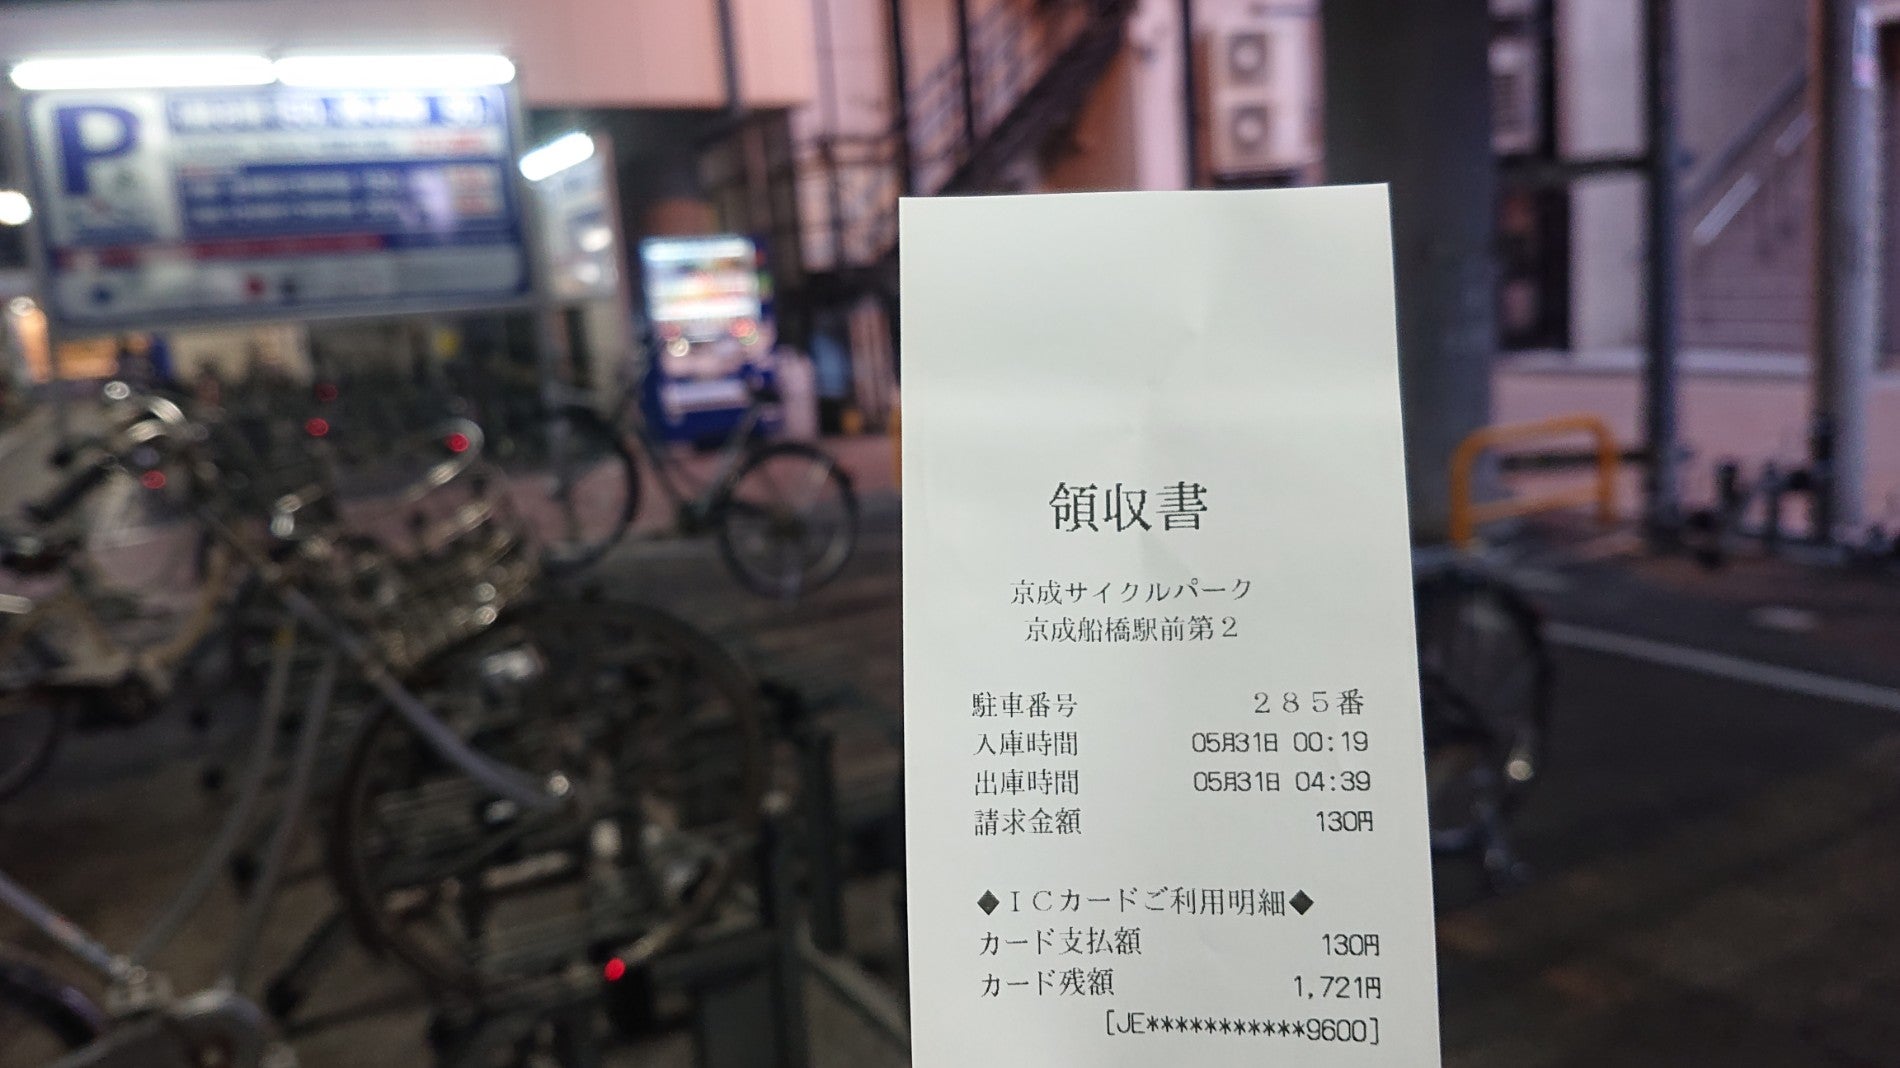 P
領収書
京成サイクルパーク
京成船橋駅前第２
駐車番号 ２８５番
入庫時間 05月31日 00:19
出庫時間 05月31日 04:39
請求金額 130円
◆ＩＣカードご利用明細◆
カード支払額 130円
カード残額 1,721円
[JE***********9600]